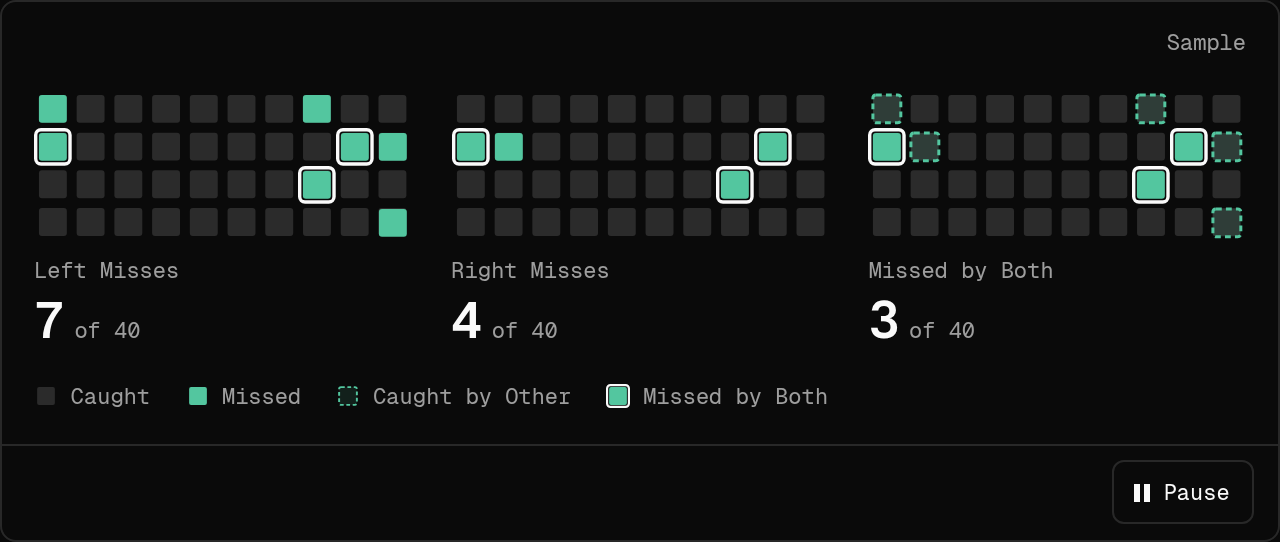 Sample
Left Misses
7 of 40
Right Misses
4 of 40
Missed by Both
3 of 40
Caught
Missed
Caught by Other
Missed by Both
Pause